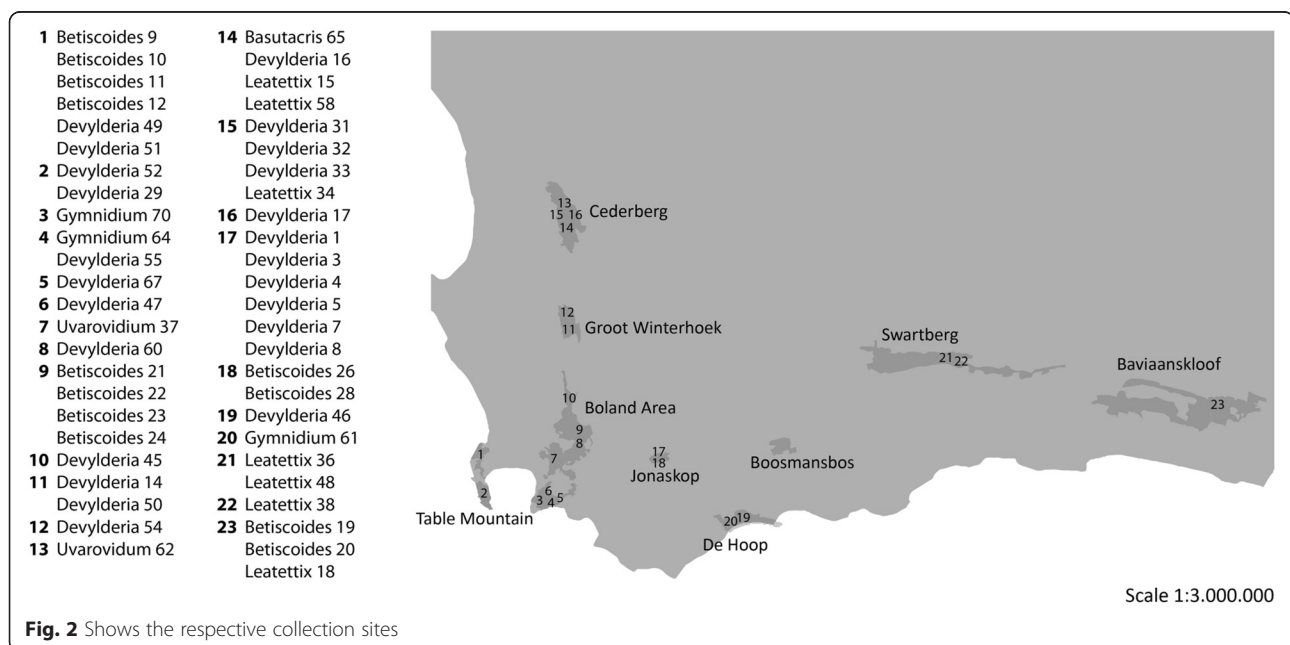 1 Betiscoides 9
Betiscoides 10
Betiscoides 11
Betiscoides 12
Devylderia 49
Devylderia 51
2 Devylderia 52
Devylderia 29
3 Gymnidium 70
4 Gymnidium 64
Devylderia 55
5 Devylderia 67
6 Devylderia 47
7 Uvarovidium 37
8 Devylderia 60
9 Betiscoides 21
Betiscoides 22
Betiscoides 23
Betiscoides 24
10 Devylderia 45
11 Devylderia 14
Devylderia 50
12 Devylderia 54
13 Uvarovidum 62
14 Basutacris 65
Devylderia 16
Leatettix 15
Leatettix 58
15 Devylderia 31
Devylderia 32
Devylderia 33
Leatettix 34
16 Devylderia 17
17 Devylderia 1
Devylderia 3
Devylderia 4
Devylderia 5
Devylderia 7
Devylderia 8
18 Betiscoides 26
Betiscoides 28
19 Devylderia 46
20 Gymnidium 61
21 Leatettix 36
Leatettix 48
22 Leatettix 38
23 Betiscoides 19
Betiscoides 20
Leatettix 18
13
15 16 Cederberg
14
12
11 Groot Winterhoek
Swartberg
21 22
Baviaanskloof
23
10
Boland Area
9
8
7
1
2
Table Mountain
6
3 4 5
17
18
Jonaskop
Boosmansbos
20 19
De Hoop
Scale 1:3.000.000
Fig. 2 Shows the respective collection sites